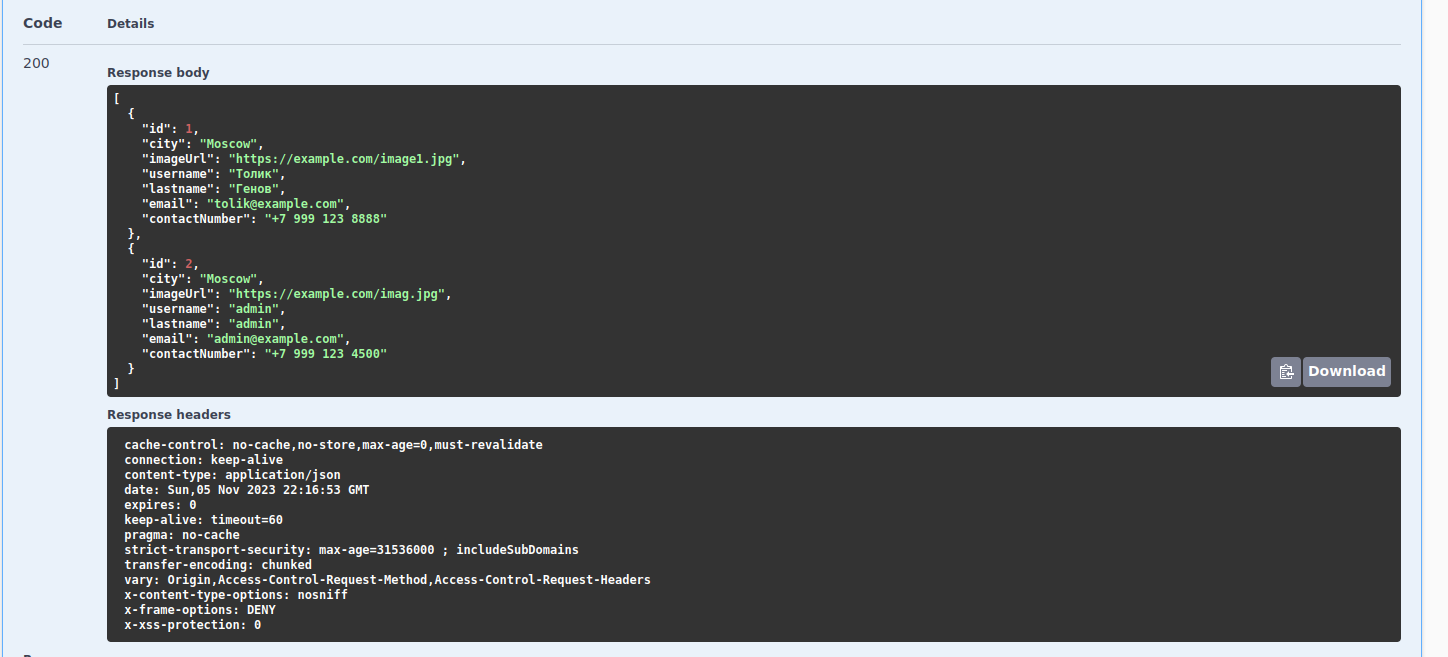 Code Details
200
Response body
[
{
"id": 1,
"city": "Moscow",
"imageUrl": "https://example.com/image1.jpg",
"username": "Толик",
"lastname": "Генов",
"email": "tolik@example.com",
"contactNumber": "+7 999 123 8888"
},
{
"id": 2,
"city": "Moscow",
"imageUrl": "https://example.com/imag.jpg",
"username": "admin",
"lastname": "admin",
"email": "admin@example.com",
"contactNumber": "+7 999 123 4500"
}
]
Download
Response headers
cache-control: no-cache,no-store,max-age=0,must-revalidate
connection: keep-alive
content-type: application/json
date: Sun,05 Nov 2023 22:16:53 GMT
expires: 0
keep-alive: timeout=60
pragma: no-cache
strict-transport-security: max-age=31536000 ; includeSubDomains
transfer-encoding: chunked
vary: Origin,Access-Control-Request-Method,Access-Control-Request-Headers
x-content-type-options: nosniff
x-frame-options: DENY
x-xss-protection: 0